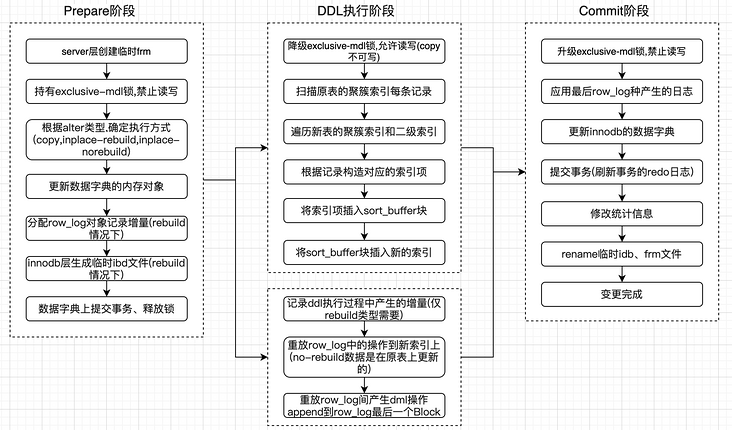 Prepare阶段
server层创建临时frm
持有exclusive-mdl锁,禁止读写
根据alter类型,确定执行方式
(copy,inplace-rebuild,inplace-
norebuild)
更新数据字典的内存对象
分配row_log对象记录增量(rebuild
情况下)
innodb层生成临时ibd文件(rebuild
情况下)
数据字典上提交事务、释放锁
DDL执行阶段
降级exclusive-mdl锁,允许读写(copy
不可写)
扫描原表的聚簇索引每条记录
遍历新表的聚簇索引和二级索引
根据记录构造对应的索引项
将索引项插入sort_buffer块
将sort_buffer块插入新的索引
记录ddl执行过程中产生的增量(仅
rebuild类型需要)
重放row_log中的操作到新索引上
(no-rebuild数据是在原表上更新
的)
重放row_log间产生dml操作
append到row_log最后一个Block
Commit阶段
升级exclusive-mdl锁,禁止读写
应用最后row_log种产生的日志
更新innodb的数据字典
提交事务(刷新事务的redo日志)
修改统计信息
rename临时idb、frm文件
变更完成